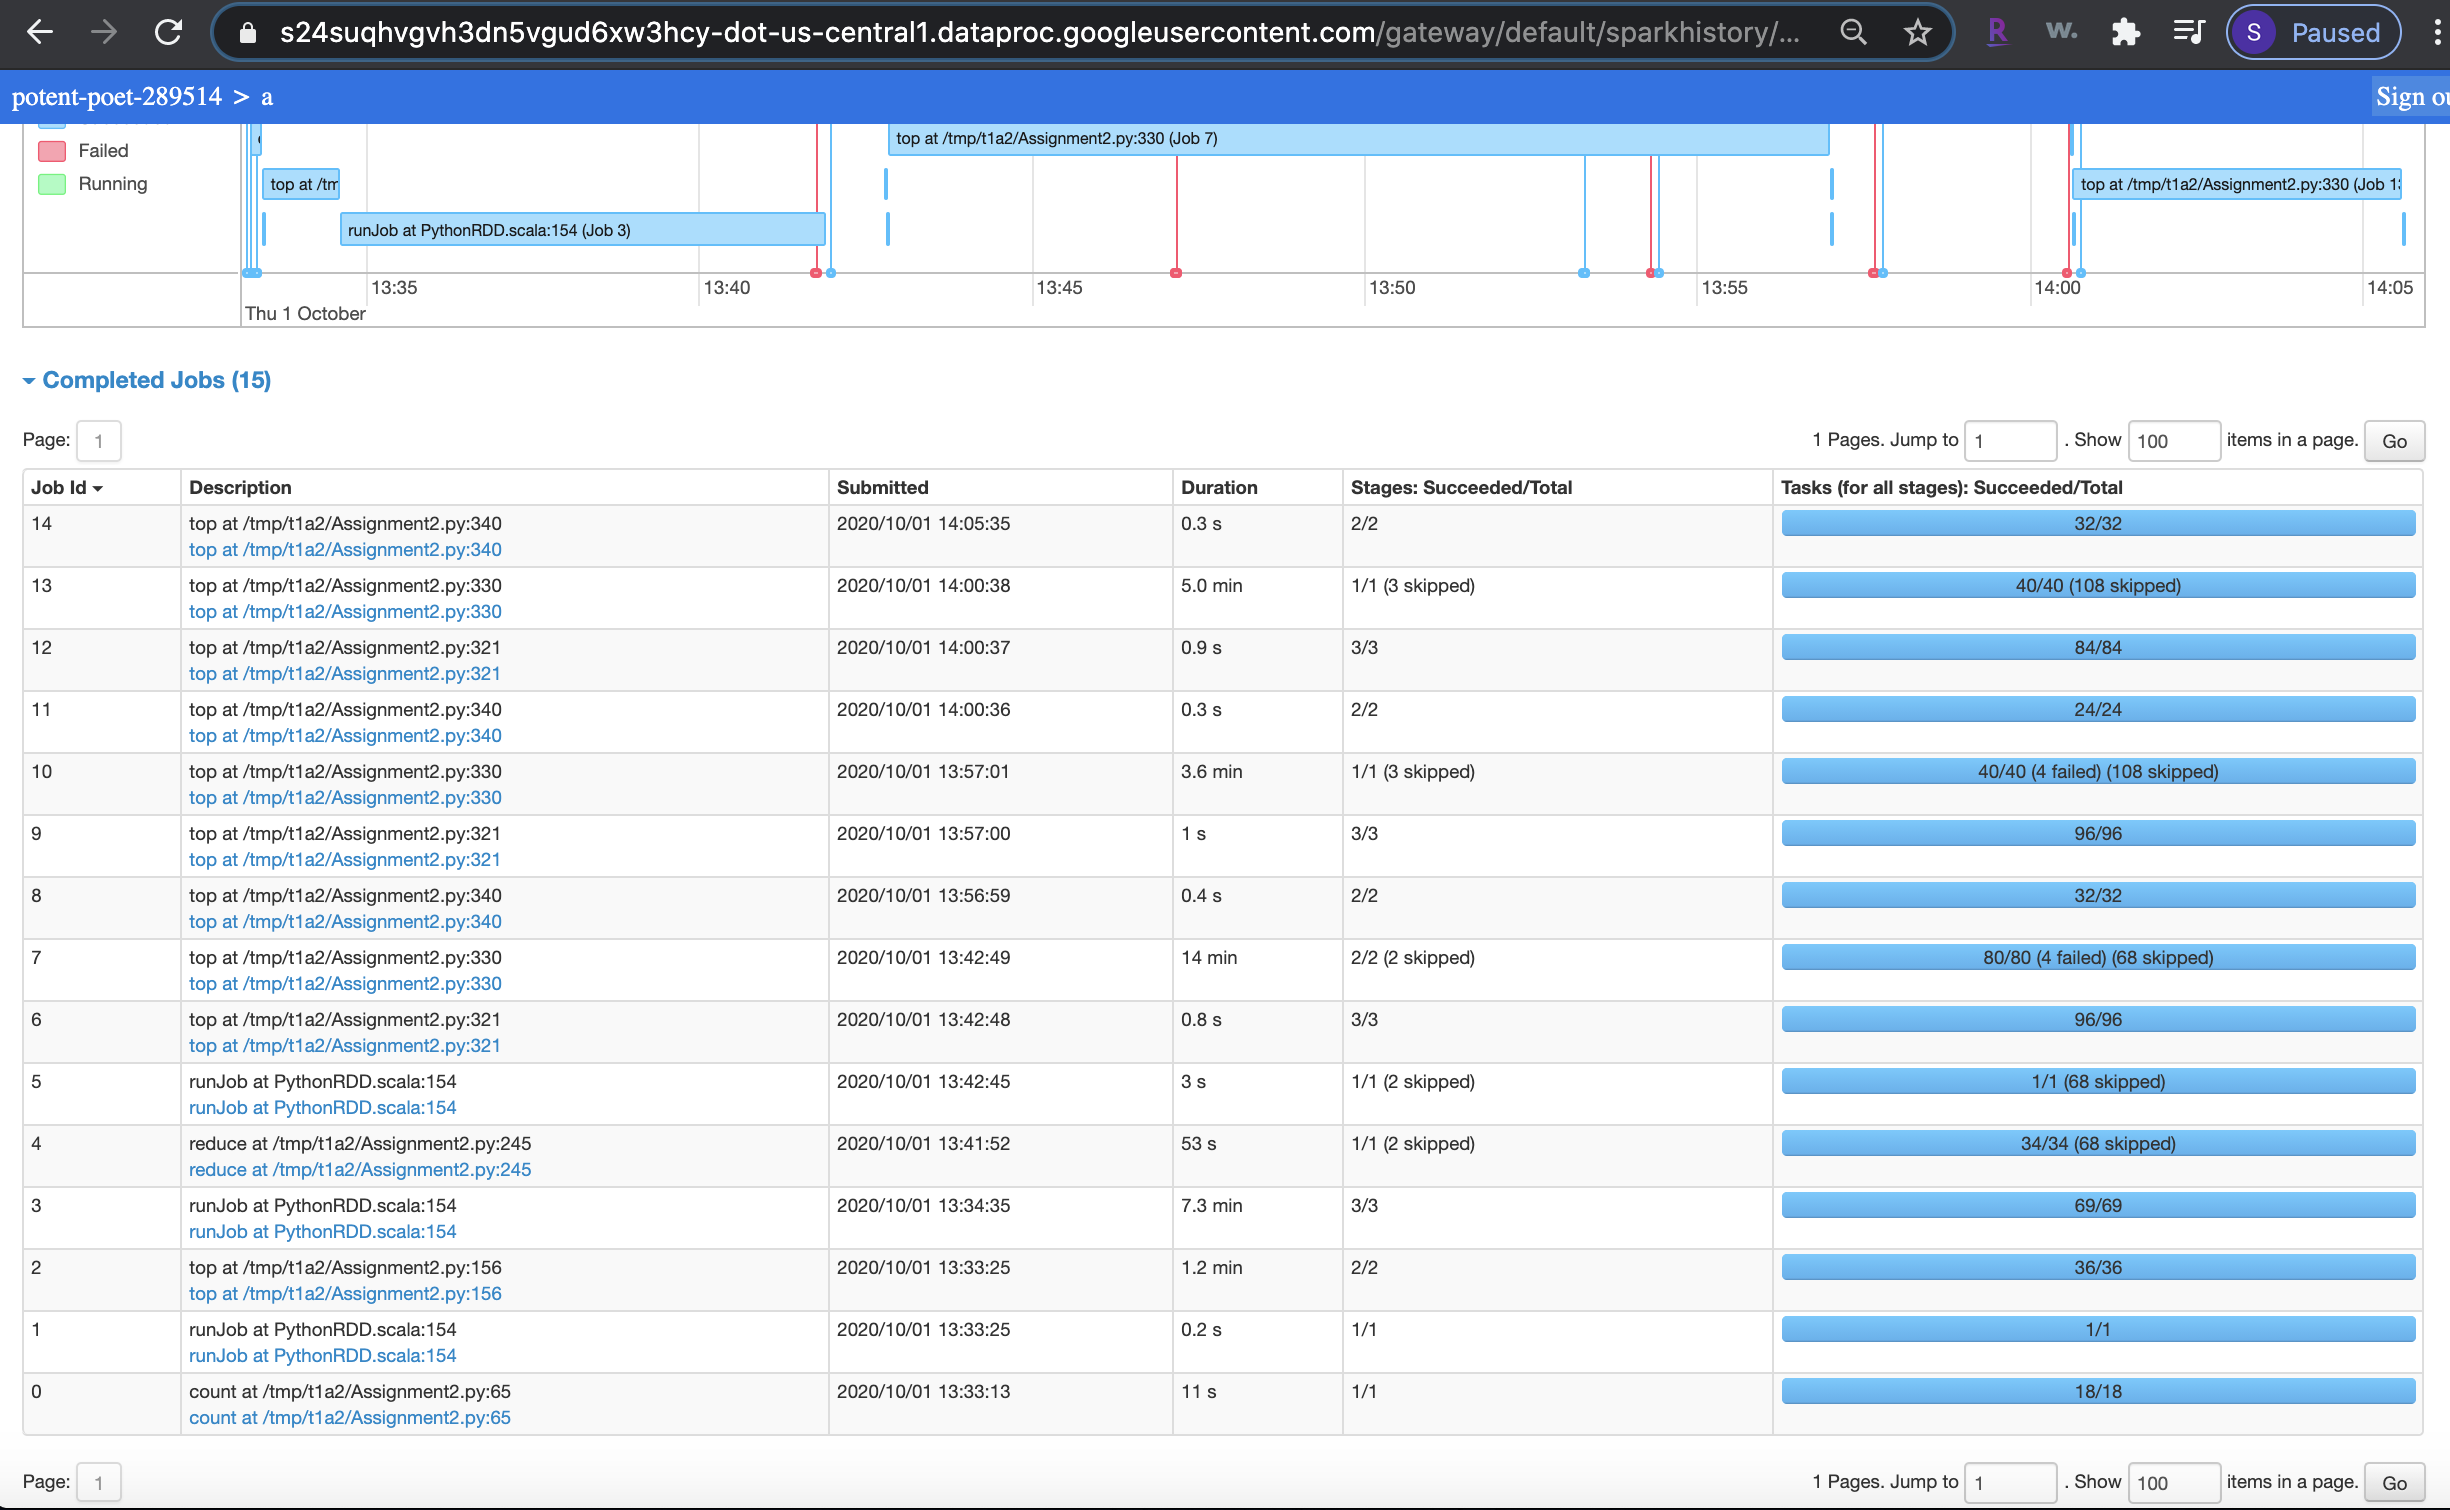 s24suqhvgvh3dn5vgud6xw3hcy-dot-us-central1.dataproc.googleusercontent.com/gateway/default/sparkhistory/...
R w. S Paused
potent-poet-289514 > a Sign ou
Failed
Running
top at /tmp/t1a2/Assignment2.py:330 (Job 7)
top at /tm
top at /tmp/t1a2/Assignment2.py:330 (Job 1
runJob at PythonRDD.scala:154 (Job 3)
13:35 13:40 13:45 13:50 13:55 14:00 14:05
Thu 1 October
Completed Jobs (15)
Page: 1 1 Pages. Jump to 1 . Show 100 items in a page. Go
Job Id Description Submitted Duration Stages: Succeeded/Total Tasks (for all stages): Succeeded/Total
14 top at /tmp/t1a2/Assignment2.py:340 2020/10/01 14:05:35 0.3 s 2/2 32/32
top at /tmp/t1a2/Assignment2.py:340
13 top at /tmp/t1a2/Assignment2.py:330 2020/10/01 14:00:38 5.0 min 1/1 (3 skipped) 40/40 (108 skipped)
top at /tmp/t1a2/Assignment2.py:330
12 top at /tmp/t1a2/Assignment2.py:321 2020/10/01 14:00:37 0.9 s 3/3 84/84
top at /tmp/t1a2/Assignment2.py:321
11 top at /tmp/t1a2/Assignment2.py:340 2020/10/01 14:00:36 0.3 s 2/2 24/24
top at /tmp/t1a2/Assignment2.py:340
10 top at /tmp/t1a2/Assignment2.py:330 2020/10/01 13:57:01 3.6 min 1/1 (3 skipped) 40/40 (4 failed) (108 skipped)
top at /tmp/t1a2/Assignment2.py:330
9 top at /tmp/t1a2/Assignment2.py:321 2020/10/01 13:57:00 1 s 3/3 96/96
top at /tmp/t1a2/Assignment2.py:321
8 top at /tmp/t1a2/Assignment2.py:340 2020/10/01 13:56:59 0.4 s 2/2 32/32
top at /tmp/t1a2/Assignment2.py:340
7 top at /tmp/t1a2/Assignment2.py:330 2020/10/01 13:42:49 14 min 2/2 (2 skipped) 80/80 (4 failed) (68 skipped)
top at /tmp/t1a2/Assignment2.py:330
6 top at /tmp/t1a2/Assignment2.py:321 2020/10/01 13:42:48 0.8 s 3/3 96/96
top at /tmp/t1a2/Assignment2.py:321
5 runJob at PythonRDD.scala:154 2020/10/01 13:42:45 3 s 1/1 (2 skipped) 1/1 (68 skipped)
runJob at PythonRDD.scala:154
4 reduce at /tmp/t1a2/Assignment2.py:245 2020/10/01 13:41:52 53 s 1/1 (2 skipped) 34/34 (68 skipped)
reduce at /tmp/t1a2/Assignment2.py:245
3 runJob at PythonRDD.scala:154 2020/10/01 13:34:35 7.3 min 3/3 69/69
runJob at PythonRDD.scala:154
2 top at /tmp/t1a2/Assignment2.py:156 2020/10/01 13:33:25 1.2 min 2/2 36/36
top at /tmp/t1a2/Assignment2.py:156
1 runJob at PythonRDD.scala:154 2020/10/01 13:33:25 0.2 s 1/1 1/1
runJob at PythonRDD.scala:154
0 count at /tmp/t1a2/Assignment2.py:65 2020/10/01 13:33:13 11 s 1/1 18/18
count at /tmp/t1a2/Assignment2.py:65
Page: 1 1 Pages. Jump to 1 . Show 100 items in a page. Go